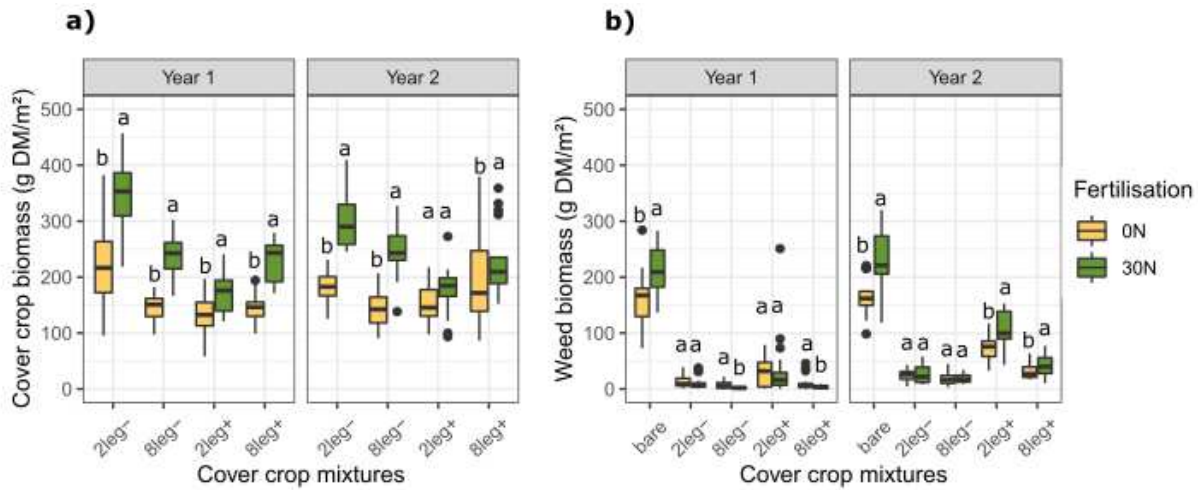 a)
b)
Year 1
Year 2
Year 1
Year 2
Cover crop biomass (g DM/m²)
500
400
300
200
100
0
b a b a b a b a
b a b a a a b a
2leg− 8leg− 2leg+ 8leg+
2leg− 8leg− 2leg+ 8leg+
Cover crop mixtures
Weed biomass (g DM/m²)
500
400
300
200
100
0
b a a a a b a a a b
b a a a a a b a b a
bare 2leg− 8leg− 2leg+ 8leg+
bare 2leg− 8leg− 2leg+ 8leg+
Cover crop mixtures
Fertilisation
0N
30N